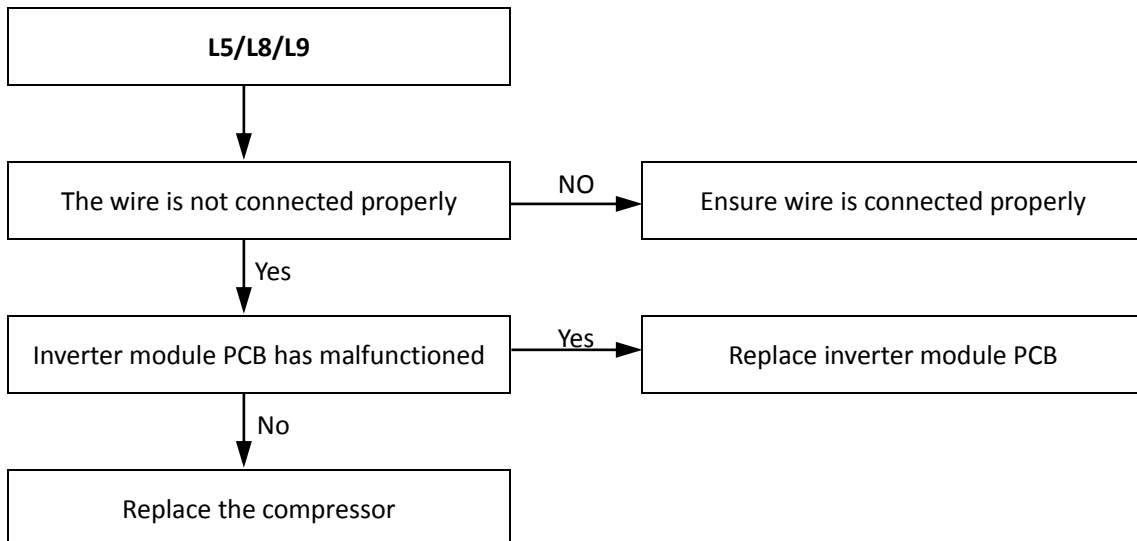 L5/L8/L9
The wire is not connected properly
NO
Ensure wire is connected properly
Yes
Inverter module PCB has malfunctioned
Yes
Replace inverter module PCB
No
Replace the compressor